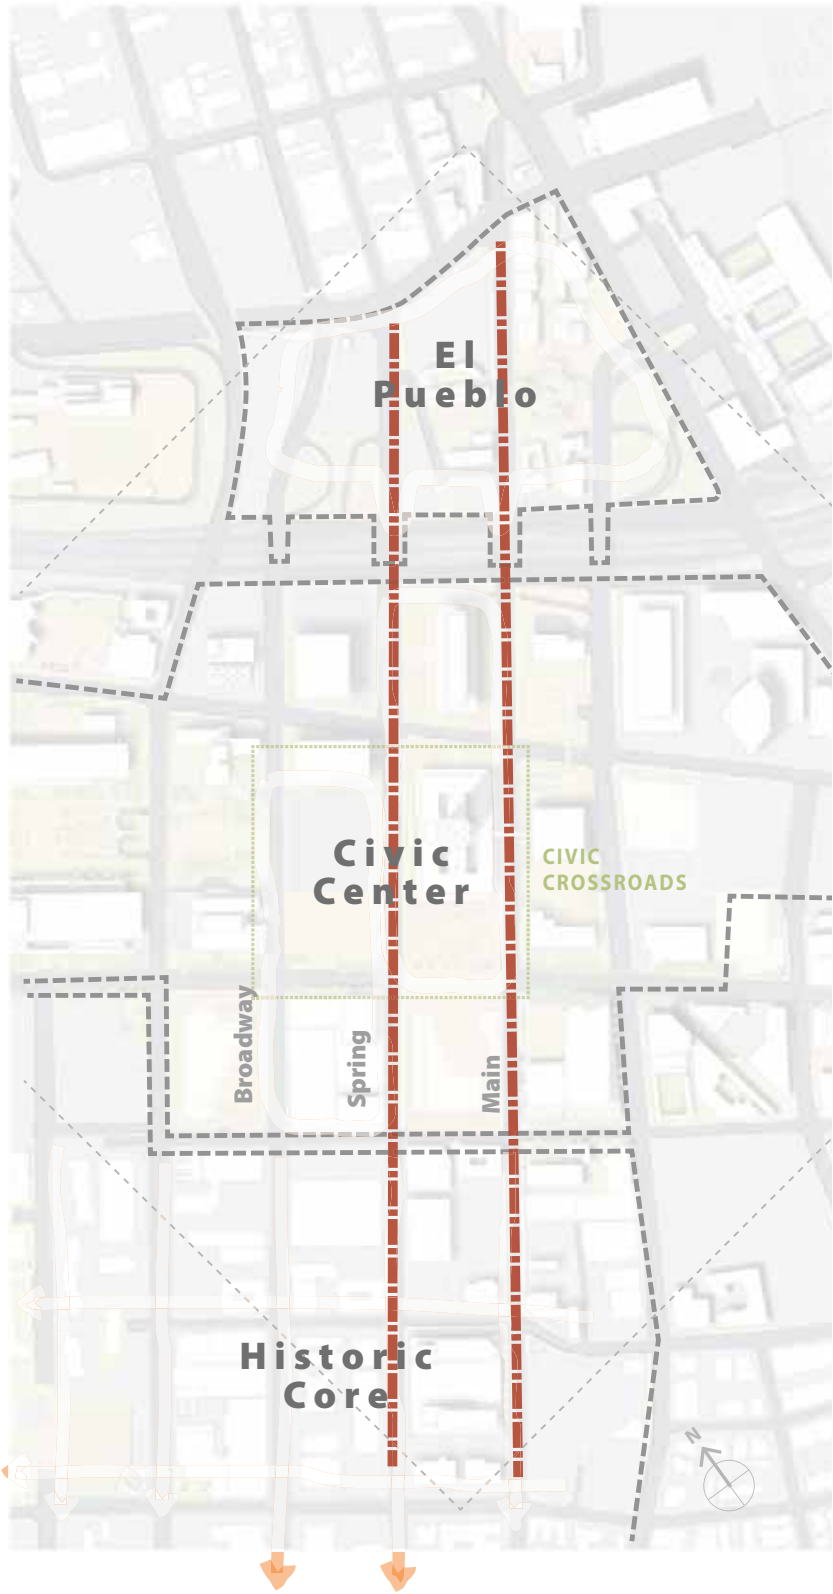 El
Pueblo
Civic
Center
CIVIC
CROSSROADS
Broadway
Spring
Main
Historic
Core
N